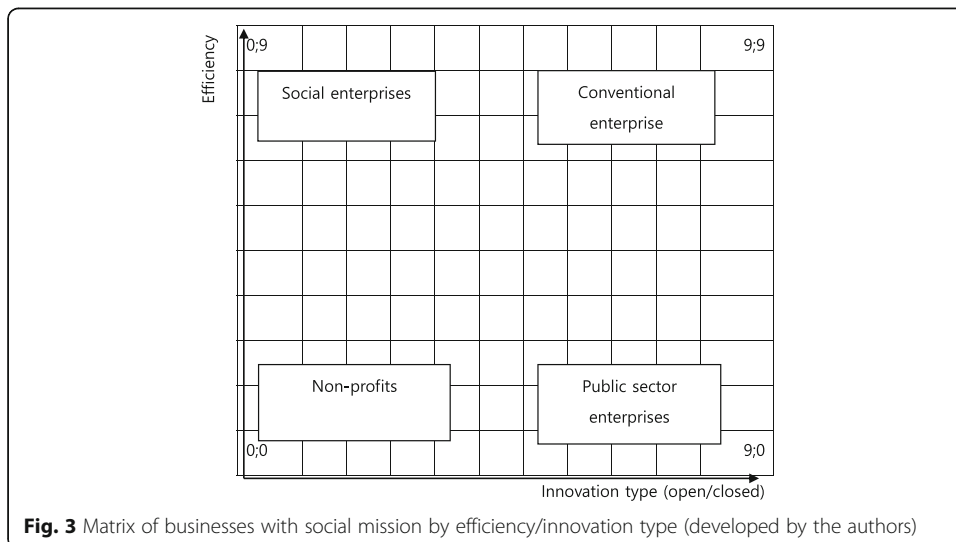 Efficiency
0;9
9;9
Social enterprises
Conventional
enterprise
Non-profits
Public sector
enterprises
0;0
9;0
Innovation type (open/closed)
Fig. 3 Matrix of businesses with social mission by efficiency/innovation type (developed by the authors)